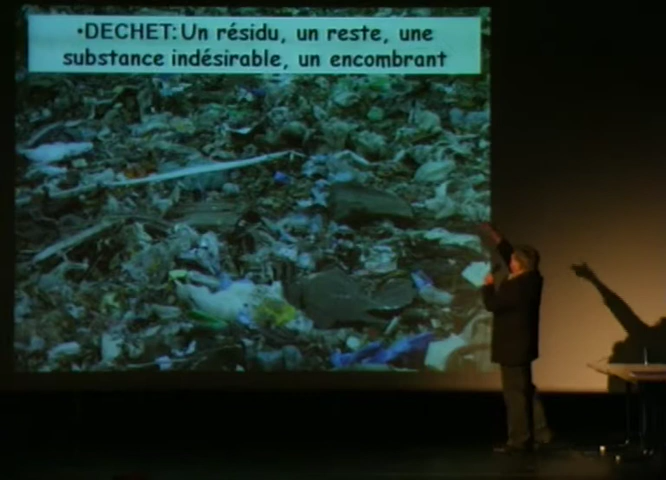 •DECHET: Un résidu, un reste, une
substance indésirable, un encombrant